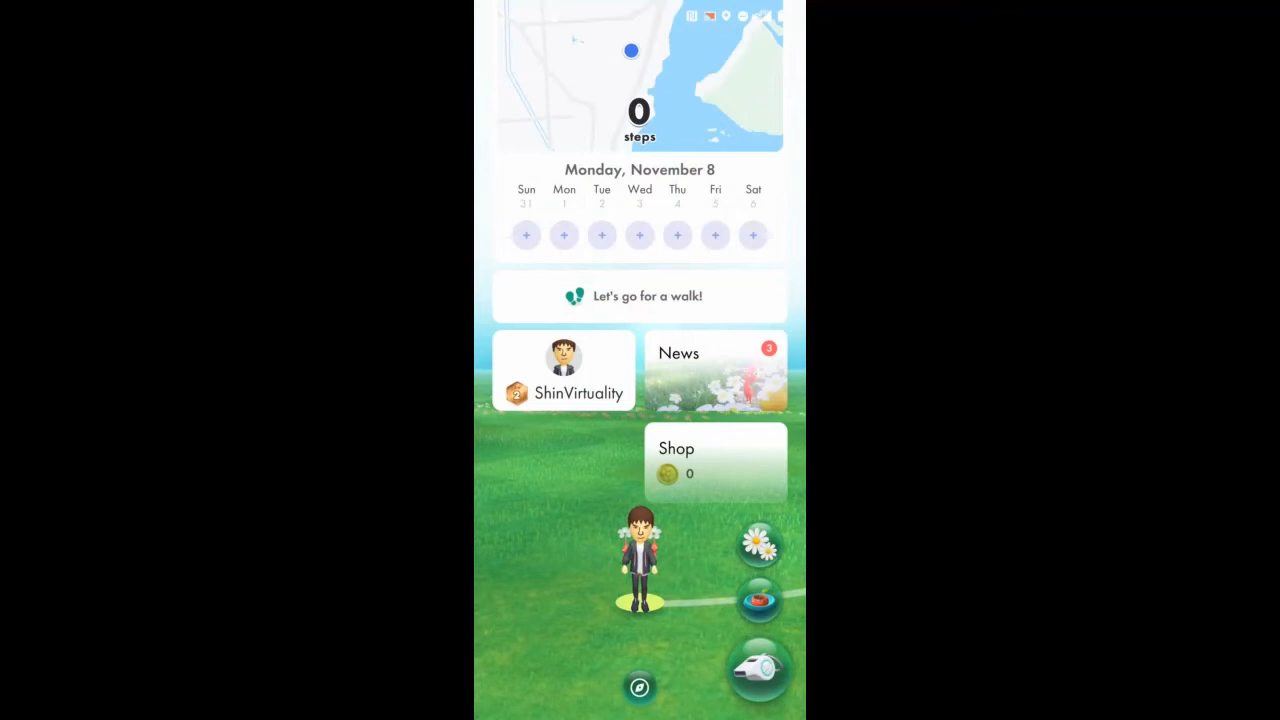 0
steps
Monday, November 8
Sun Mon Tue Wed Thu Fri Sat
31 1 2 3 4 5 6
+ + + + + + +
Let's go for a walk!
News 3
2 ShinVirtuality
Shop
0